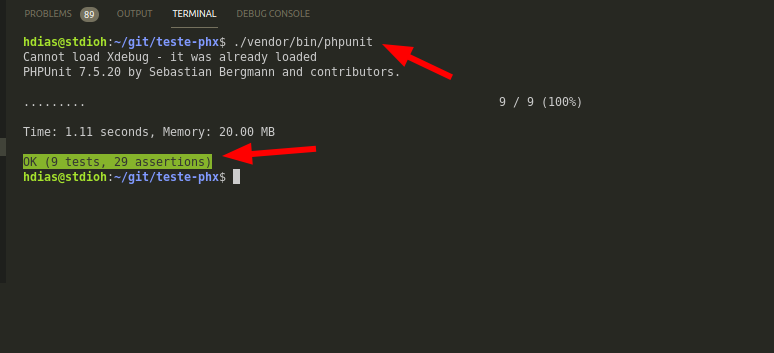 PROBLEMS 89 OUTPUT TERMINAL DEBUG CONSOLE
hdias@stdioh:~/git/teste-phx$ ./vendor/bin/phpunit
Cannot load Xdebug - it was already loaded
PHPUnit 7.5.20 by Sebastian Bergmann and contributors.
......... 9 / 9 (100%)
Time: 1.11 seconds, Memory: 20.00 MB
OK (9 tests, 29 assertions)
hdias@stdioh:~/git/teste-phx$